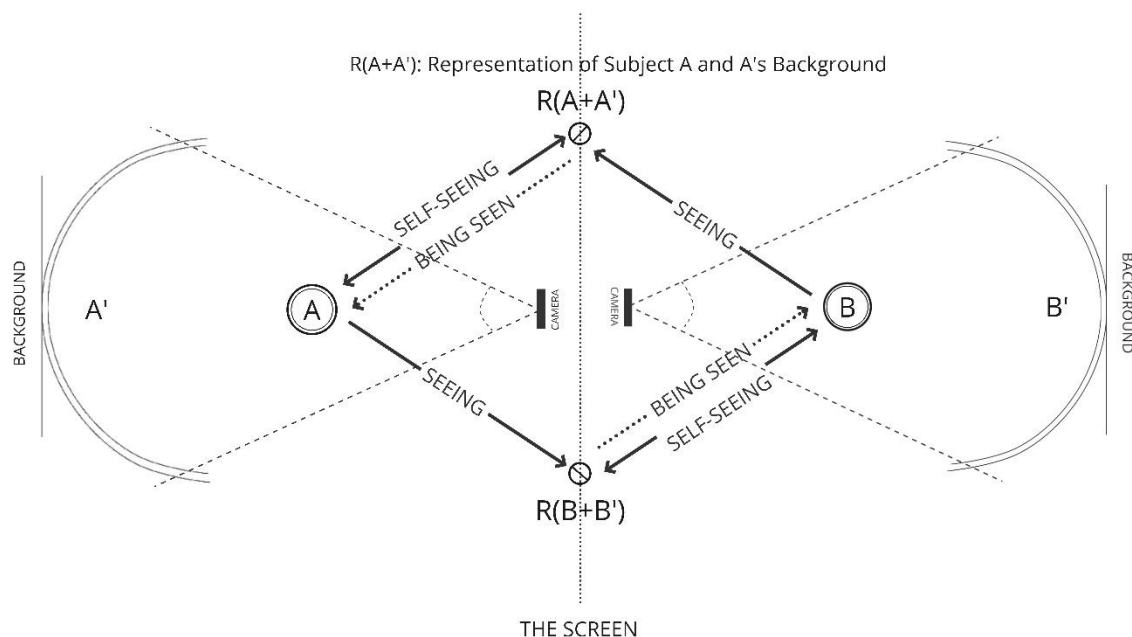 R(A+A'): Representation of Subject A and A's Background
R(A+A')
SELF-SEEING
BEING SEEN
SEEING
BACKGROUND
A'
A
CAMERA
CAMERA
B
B'
BACKGROUND
SEEING
BEING SEEN
SELF-SEEING
R(B+B')
THE SCREEN